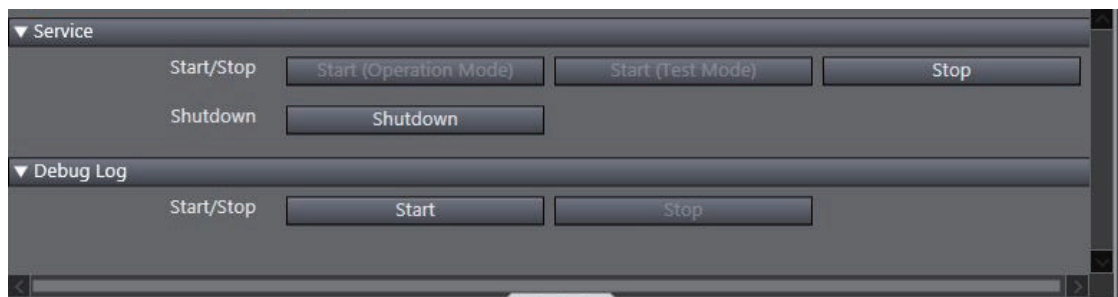 ▼ Service
Start/Stop Start (Operation Mode) Start (Test Mode) Stop
Shutdown Shutdown
▼ Debug Log
Start/Stop Start Stop